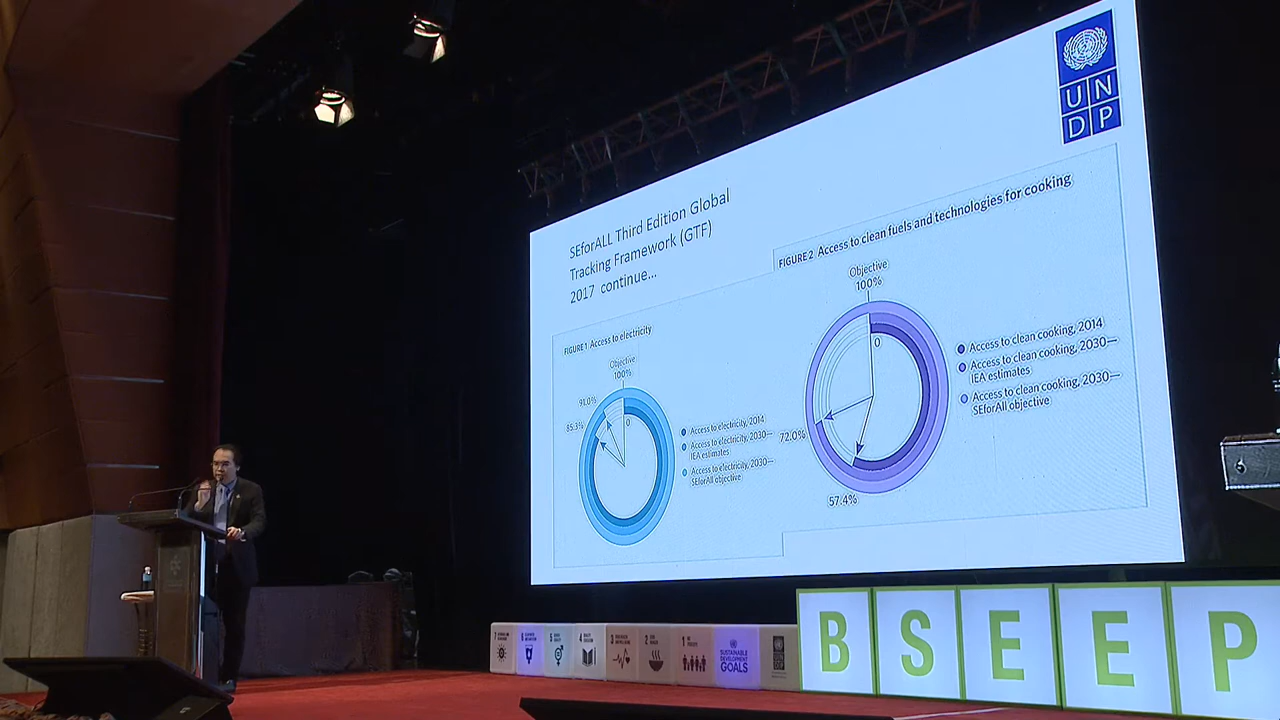 UN
DP
SEforALL Third Edition Global
Tracking Framework (GTF)
2017 continue...
FIGURE 1 Access to electricity
Objective
100%
91.0%
85.3%
0
Access to electricity, 2014
Access to electricity, 2030—
IEA estimates
Access to electricity, 2030—
SEforAll objective
FIGURE 2 Access to clean fuels and technologies for cooking
Objective
100%
0
72.0%
57.4%
Access to clean cooking, 2014
Access to clean cooking, 2030—
IEA estimates
Access to clean cooking, 2030—
SEforAll objective
SUSTAINABLE
DEVELOPMENT
GOALS
BSEEP